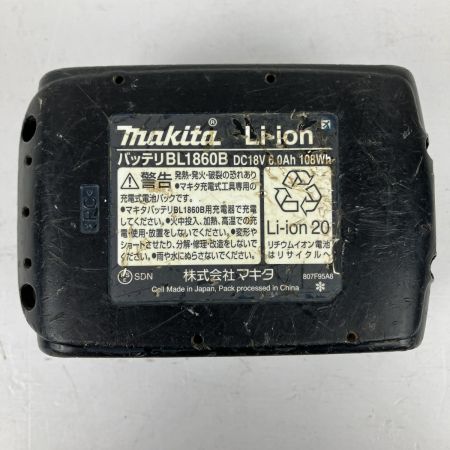 makita® Li-ion
バッテリBL1860B DC18V 6.0Ah 108Wh
警告 発熱・発火・破裂の恐れあり
●マキタ充電式工具専用の
充電式電池パックです。
●マキタバッテリBL1860B用充電器で充電
してください。●火中投入、加熱、高温での充
電・使用・放置をしないでください。●変形や
ショートさせたり、分解・修理・改造をしないで
ください。●雨や水にぬらさないでください。
Li-ion 20
リチウムイオン電池
はリサイクルへ
SDN 株式会社マキタ 807F95A6
Cell Made in Japan, Pack processed in China